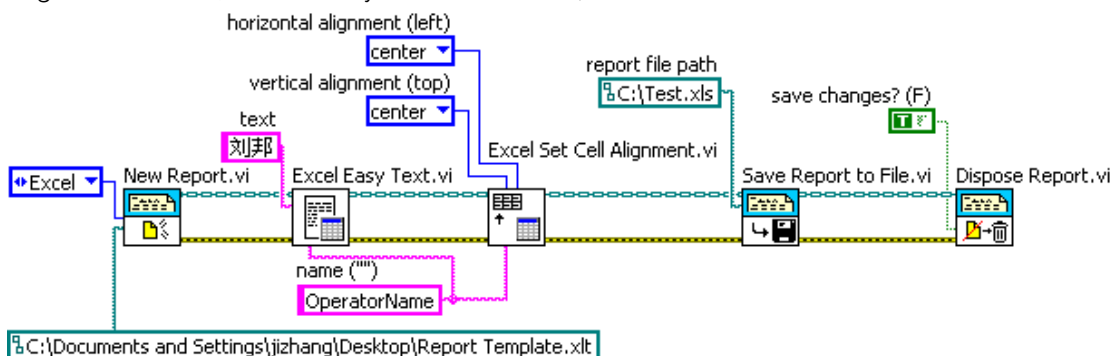 horizontal alignment (left)
center
vertical alignment (top)
center
text
刘邦
report file path
C:\Test.xls
save changes? (F)
T
Excel Set Cell Alignment.vi
Excel
New Report.vi
Excel Easy Text.vi
Save Report to File.vi
Dispose Report.vi
name ("")
OperatorName
C:\Documents and Settings\jizhang\Desktop\Report Template.xlt